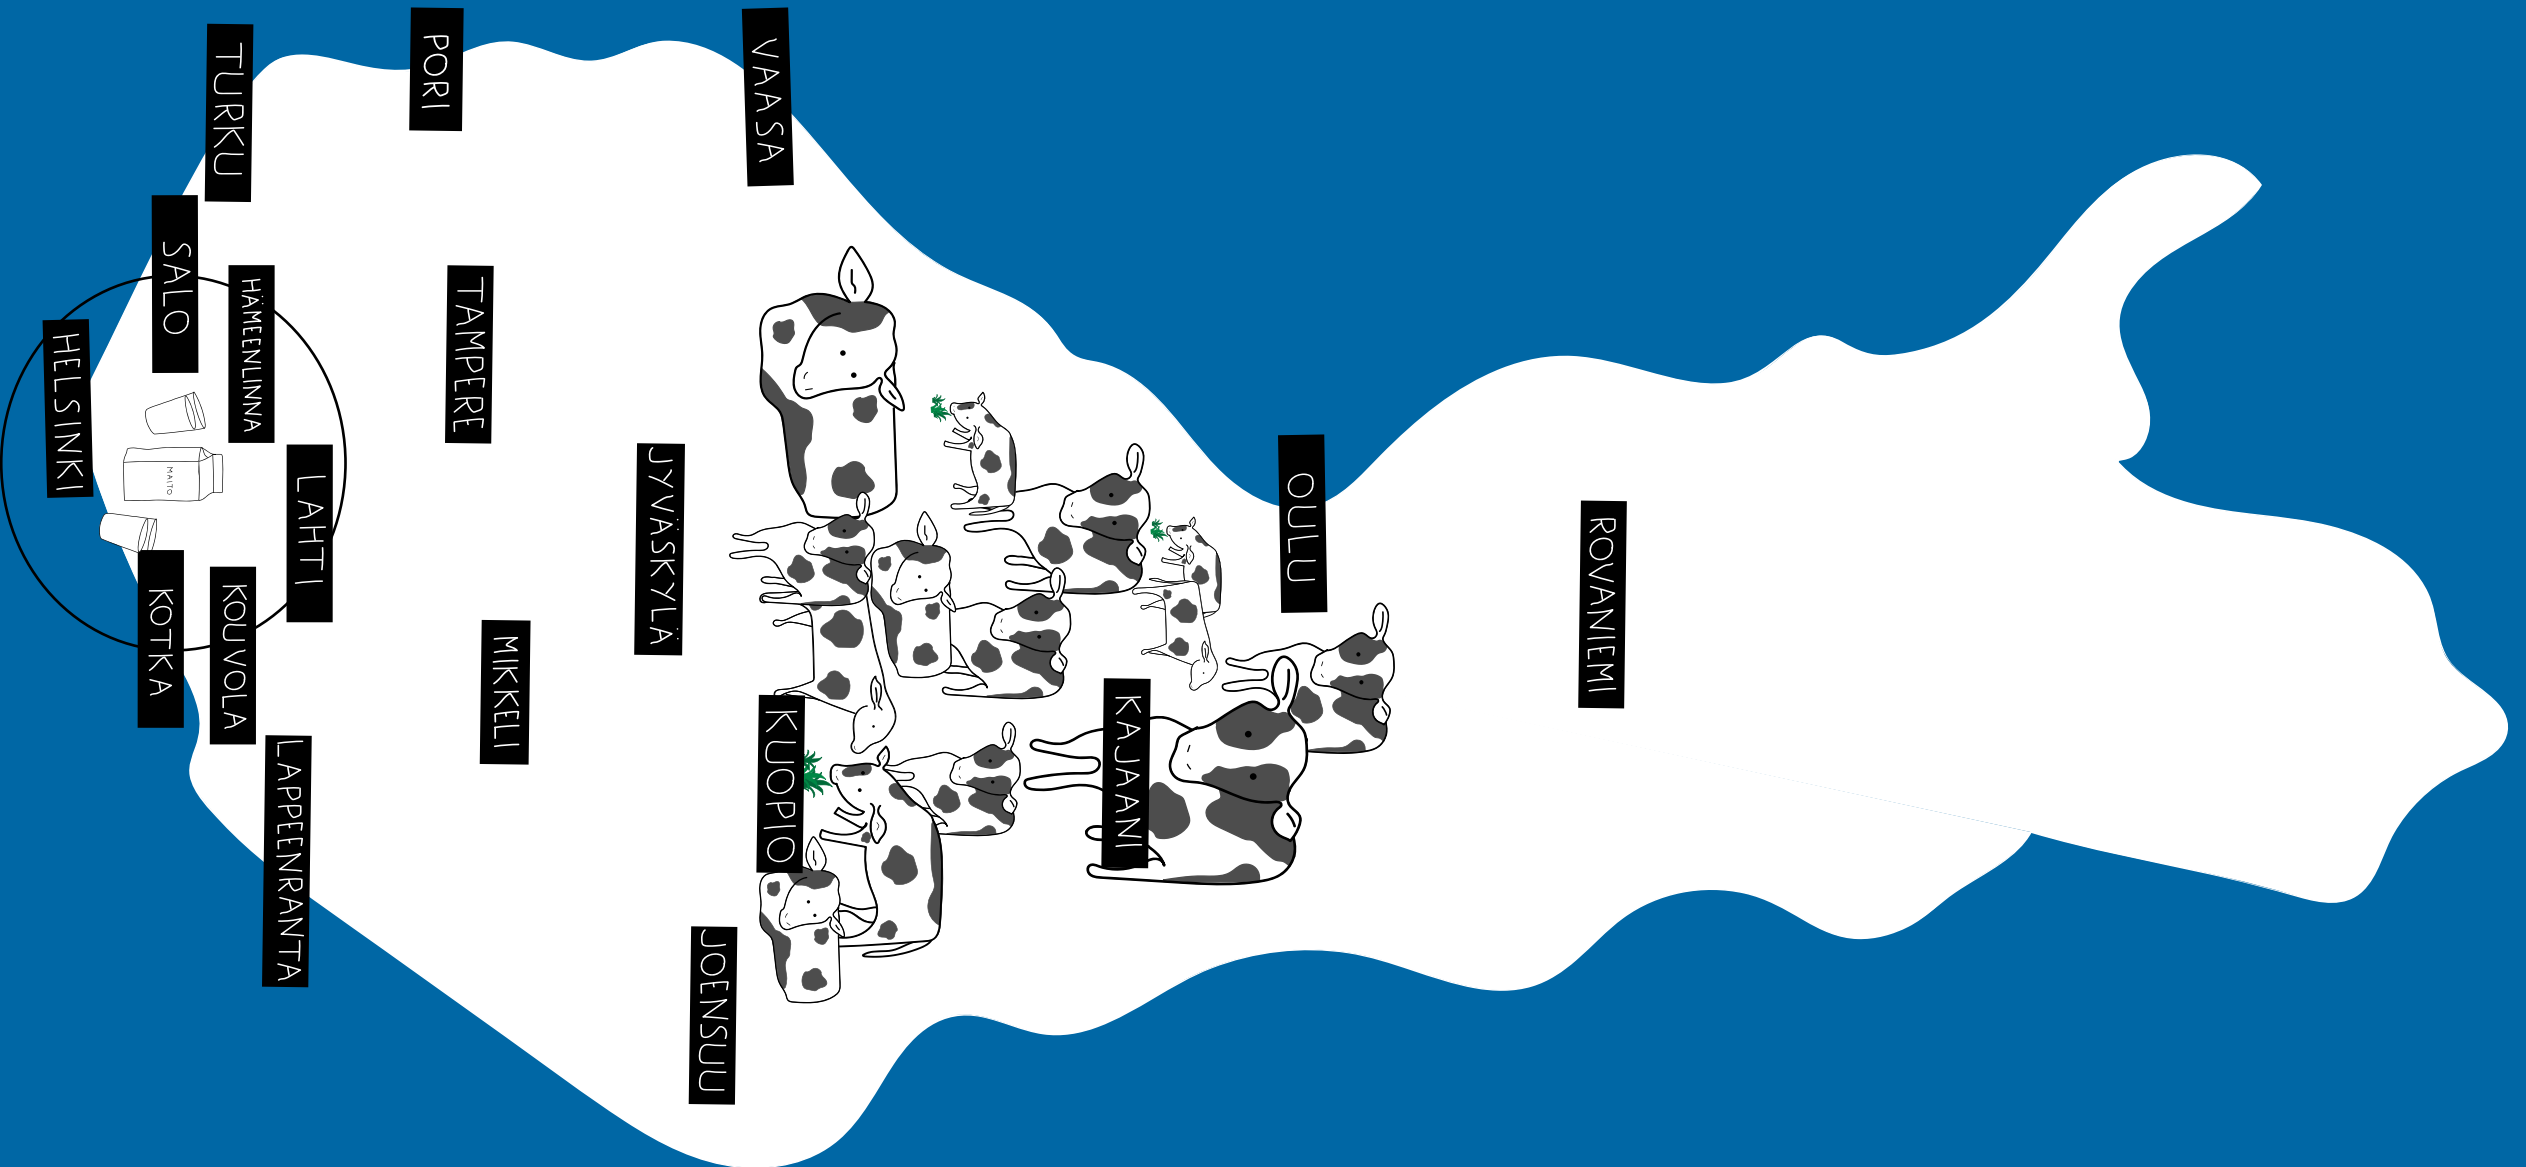 ROVANIEMI
OULU
KAJAANI
VAASA
KUOPIO
JOENSUU
JYVÄSKYLÄ
PORI
TAMPERE
MIKKELI
TURKU
HÄMEENLINNA
LAHTI
LAPPEENRANTA
SALO
KOUVOLA
MAITO
KOTKA
HELSINKI